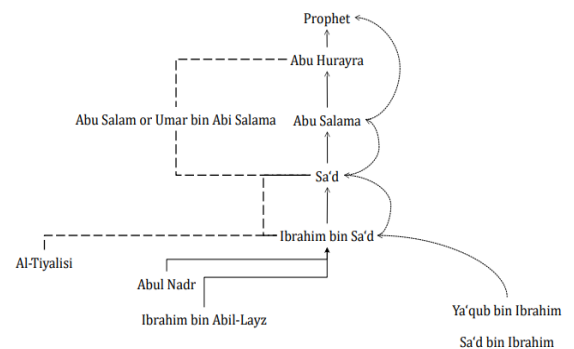 Prophet
Abu Hurayra
Abu Salam or Umar bin Abi Salama
Abu Salama
Sa‘d
Ibrahim bin Sa‘d
Al-Tiyalisi
Abul Nadr
Ibrahim bin Abil-Layz
Ya‘qub bin Ibrahim
Sa‘d bin Ibrahim